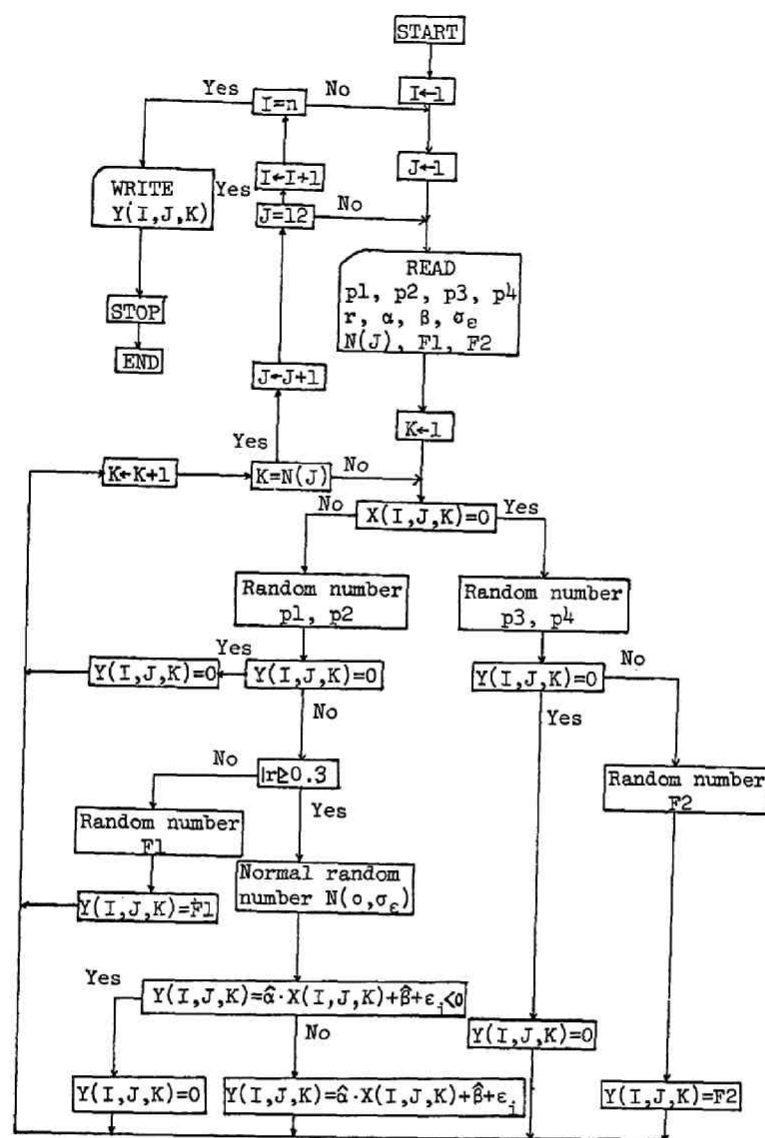 START
Yes
I=n
No
I←1
WRITE
Y(I,J,K)
Yes
I←I+1
J←1
J=12
No
READ
p1, p2, p3, p4
r, α, β, σε
N(J), F1, F2
STOP
END
J←J+1
K←1
Yes
K←K+1
K=N(J)
No
No
X(I,J,K)=0
Yes
Random number
p1, p2
Random number
p3, p4
Yes
No
Y(I,J,K)=0
Y(I,J,K)=0
Y(I,J,K)=0
No
Yes
No
|r|≥0.3
Random number
F2
Random number
F1
Yes
Normal random
number N(o,σε)
Y(I,J,K)=F1
Yes
Y(I,J,K)=α̂·X(I,J,K)+β̂+εi<0
No
Y(I,J,K)=0
Y(I,J,K)=0
Y(I,J,K)=α̂·X(I,J,K)+β̂+εi
Y(I,J,K)=F2